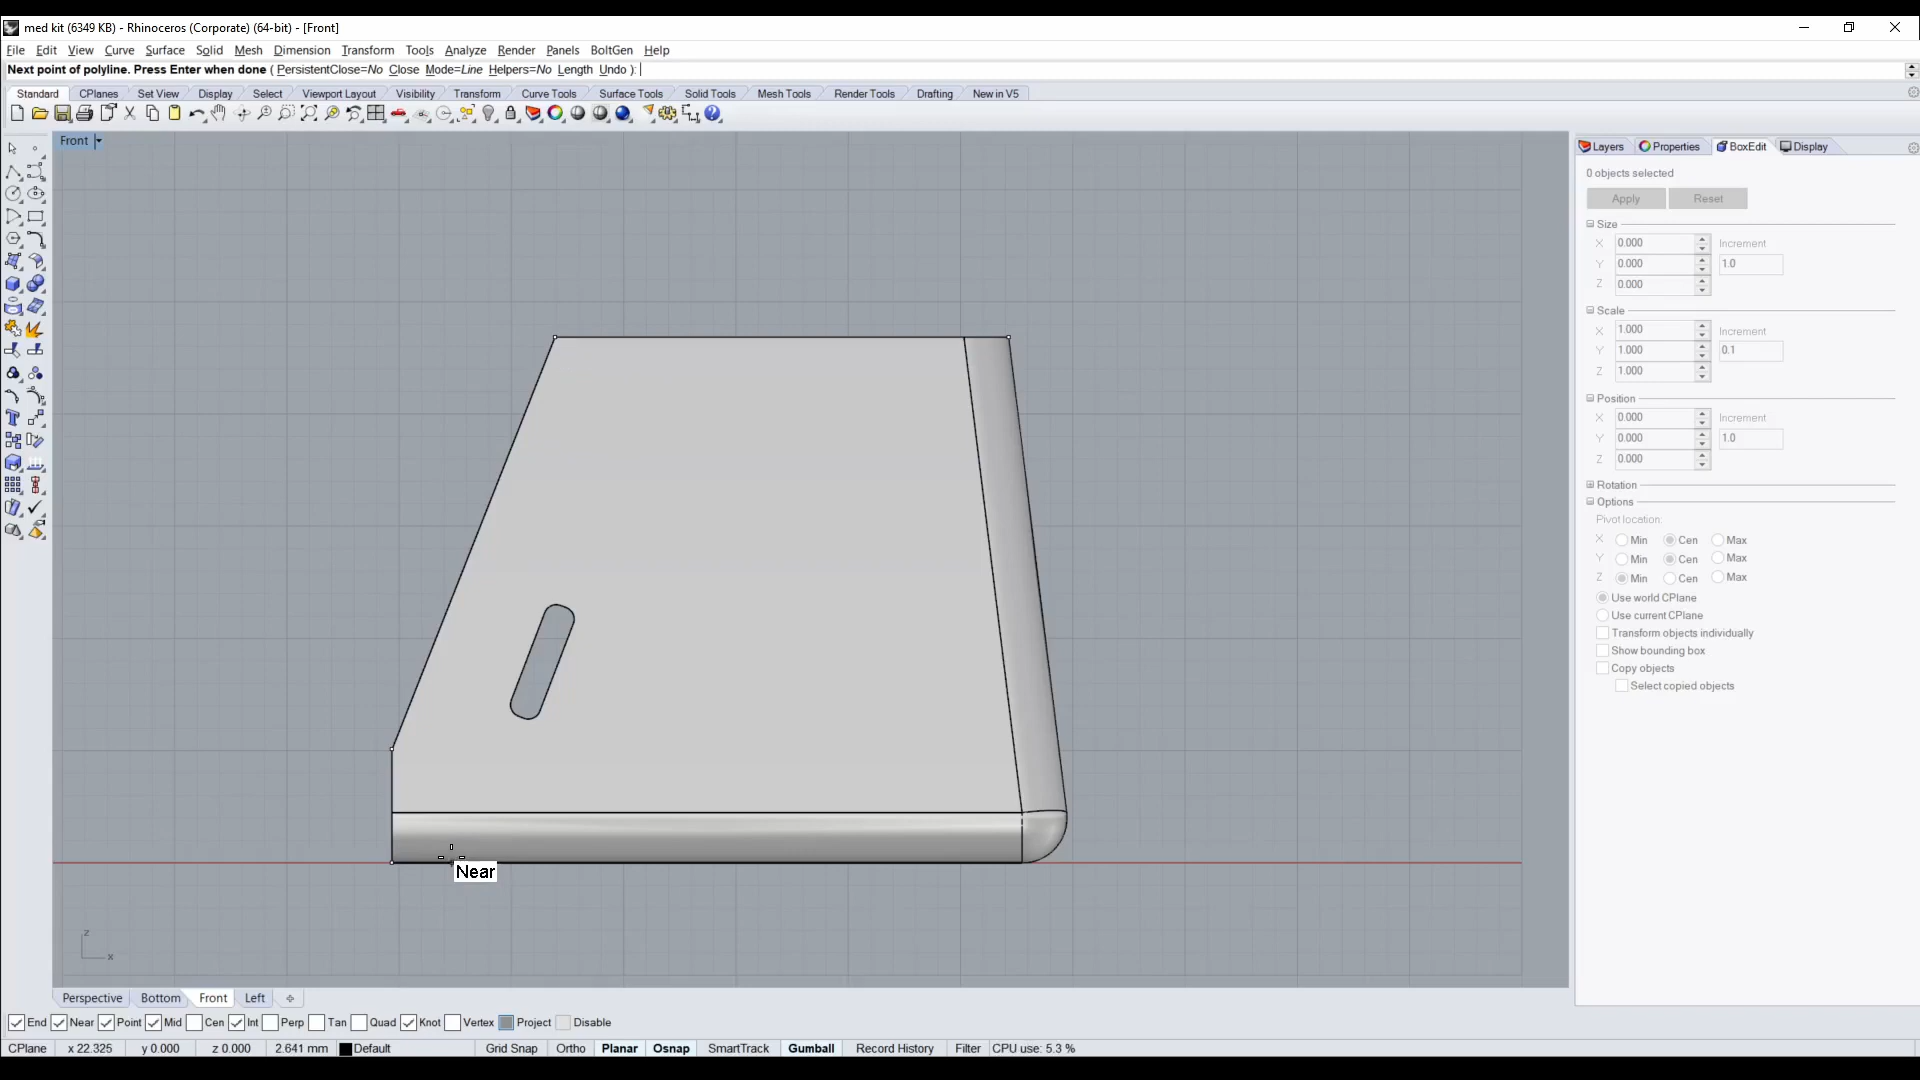 med kit (6349 KB) - Rhinoceros (Corporate) (64-bit) - [Front]
File Edit View Curve Surface Solid Mesh Dimension Transform Tools Analyze Render Panels BoltGen Help
Next point of polyline. Press Enter when done ( PersistentClose=No Close Mode=Line Helpers=No Length Undo ):
Standard CPlanes Set View Display Select Viewport Layout Visibility Transform Curve Tools Surface Tools Solid Tools Mesh Tools Render Tools Drafting New in V5
Front
Layers Properties BoxEdit Display
0 objects selected
Apply Reset
Size
X 0.000 Increment
Y 0.000 1.0
Z 0.000
Scale
X 1.000 Increment
Y 1.000 0.1
Z 1.000
Position
X 0.000 Increment
Y 0.000 1.0
Z 0.000
Rotation
Options
Pivot location:
X Min Cen Max
Y Min Cen Max
Z Min Cen Max
Use world CPlane
Use current CPlane
Transform objects individually
Show bounding box
Copy objects
Select copied objects
Near
z
x
Perspective Bottom Front Left
End Near Point Mid Cen Int Perp Tan Quad Knot Vertex Project Disable
CPlane x 22.325 y 0.000 z 0.000 2.641 mm Default Grid Snap Ortho Planar Osnap SmartTrack Gumball Record History Filter CPU use: 5.3 %